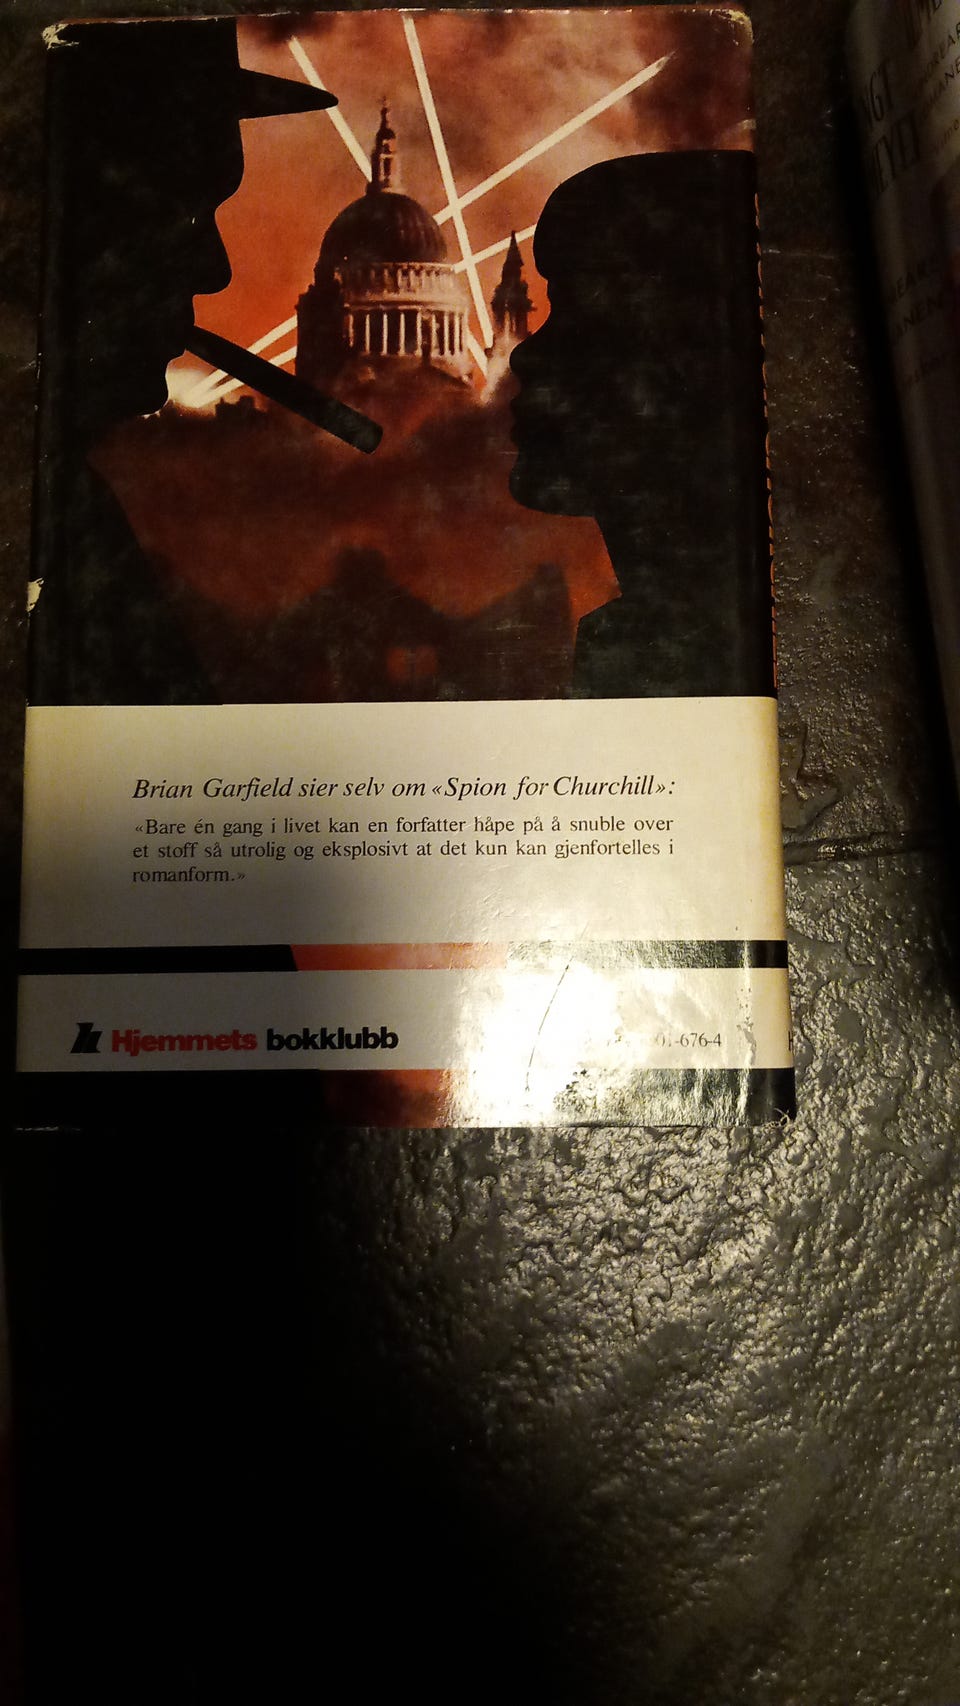 Brian Garfield sier selv om «Spion for Churchill»:
«Bare én gang i livet kan en forfatter håpe på å snuble over
et stoff så utrolig og eksplosivt at det kun kan gjenfortelles i
romanform.»
Hjemmets bokklubb
01-676-4